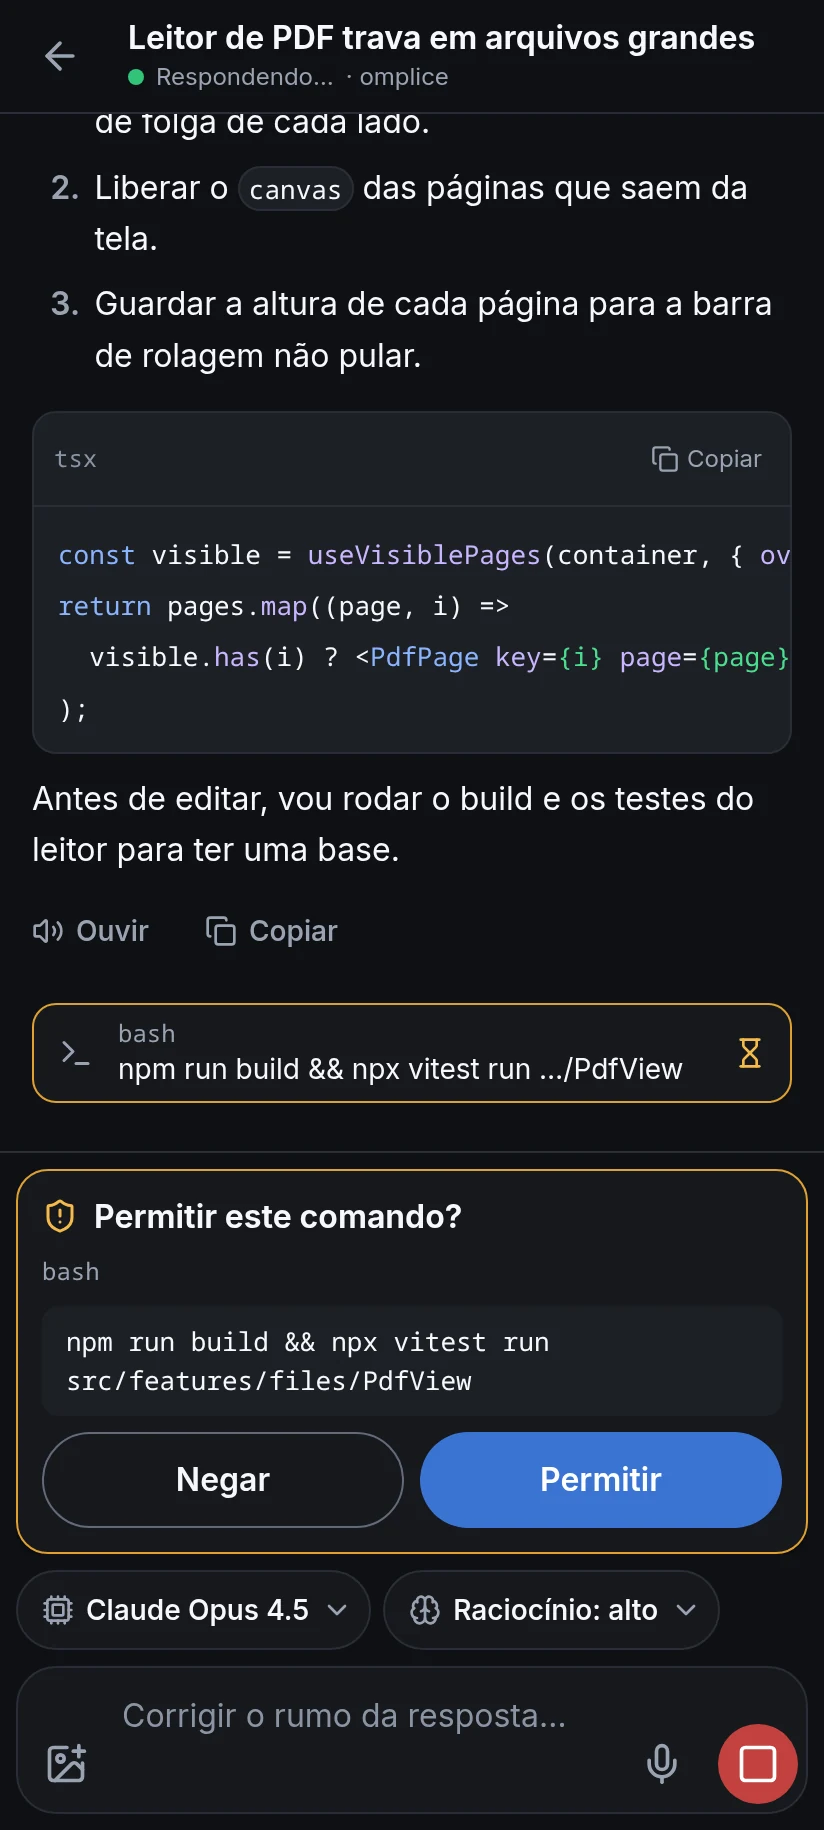 Leitor de PDF trava em arquivos grandes
Respondendo... · omplice
de folga de cada lado.
2. Liberar o canvas das páginas que saem da
tela.
3. Guardar a altura de cada página para a barra
de rolagem não pular.
tsx
Copiar
const visible = useVisiblePages(container, { ov
return pages.map((page, i) =>
visible.has(i) ? <PdfPage key={i} page={page}
);
Antes de editar, vou rodar o build e os testes do
leitor para ter uma base.
Ouvir
Copiar
bash
npm run build && npx vitest run .../PdfView
Permitir este comando?
bash
npm run build && npx vitest run
src/features/files/PdfView
Negar
Permitir
Claude Opus 4.5
Raciocínio: alto
Corrigir o rumo da resposta...